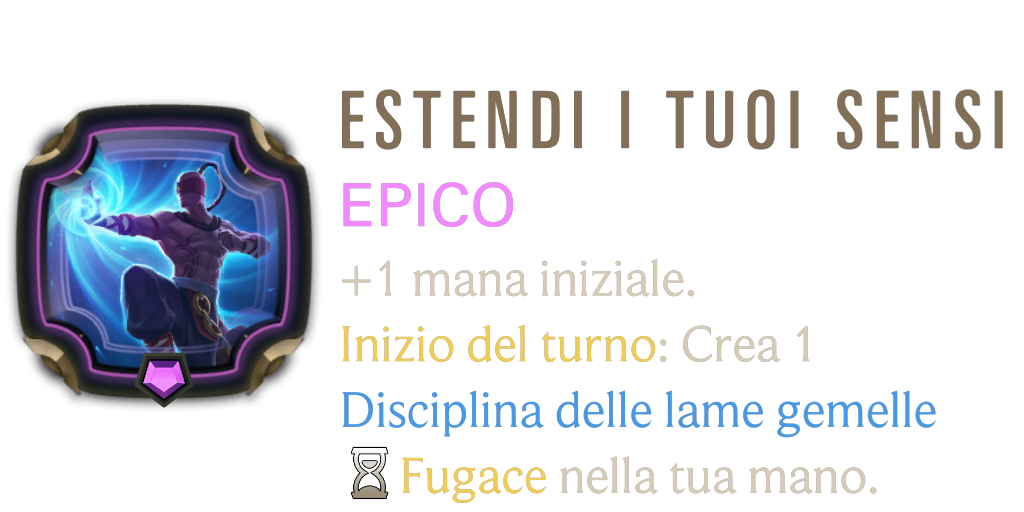 ESTENDI I TUOI SENSI
EPICO
+1 mana iniziale.
Inizio del turno: Crea 1
Disciplina delle lame gemelle
Fugace nella tua mano.